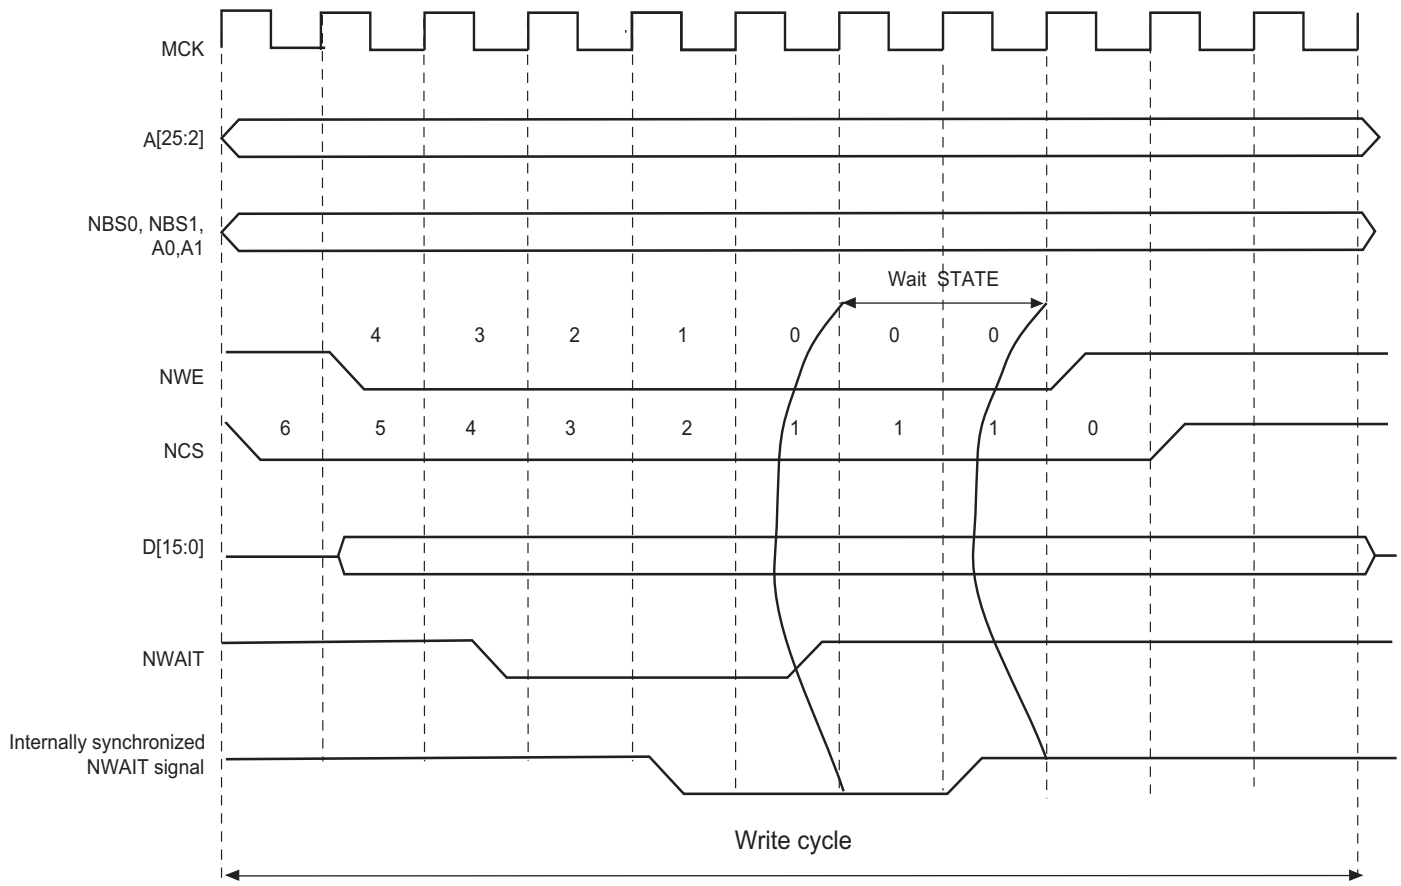 MCK
A[25:2]
NBS0, NBS1,
A0,A1
Wait STATE
4 3 2 1 0 0 0
NWE
6 5 4 3 2 1 1 1 0
NCS
D[15:0]
NWAIT
Internally synchronized
NWAIT signal
Write cycle